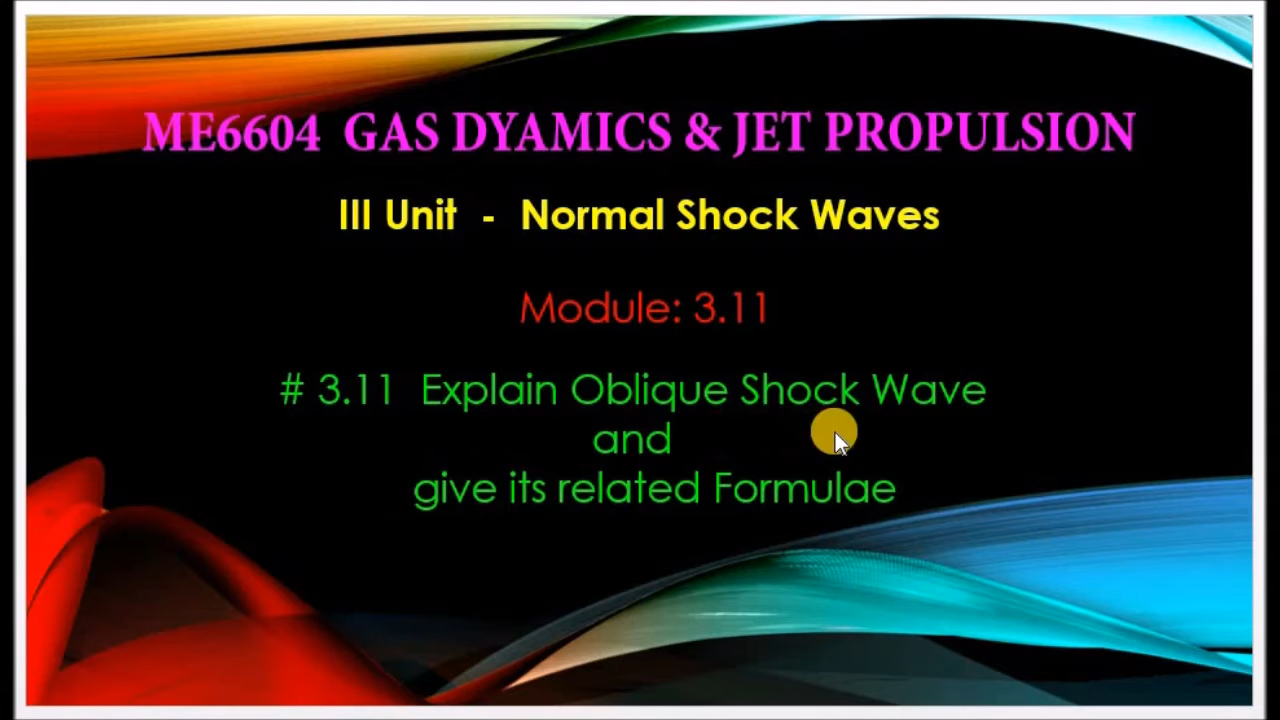 ME6604 GAS DYAMICS & JET PROPULSION
III Unit - Normal Shock Waves
Module: 3.11
# 3.11 Explain Oblique Shock Wave
and
give its related Formulae